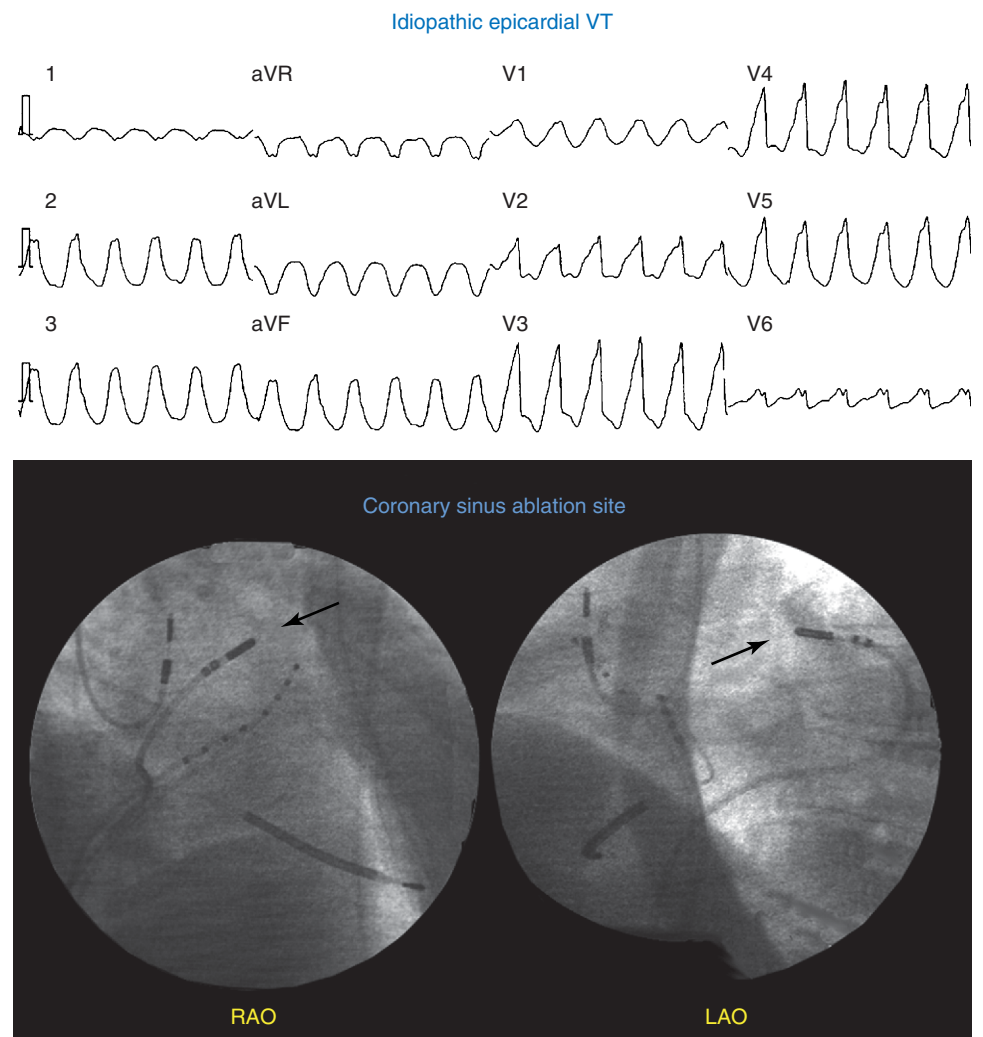 Idiopathic epicardial VT
1 aVR V1 V4
2 aVL V2 V5
3 aVF V3 V6
Coronary sinus ablation site
RAO LAO